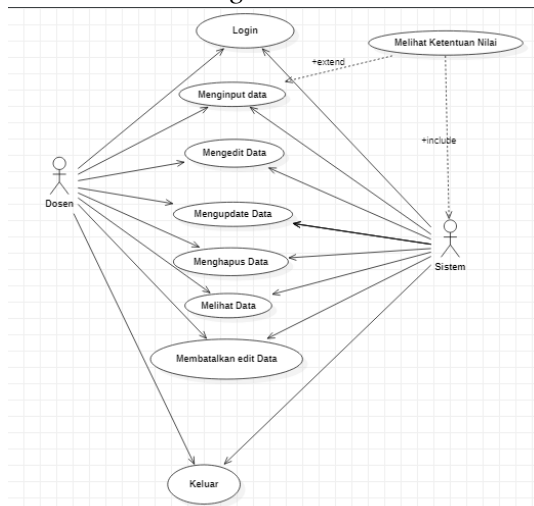 Login
Melihat Ketentuan Nilai
+extend
Menginput data
+include
Mengedit Data
Dosen
Mengupdate Data
Sistem
Menghapus Data
Melihat Data
Membatalkan edit Data
Keluar